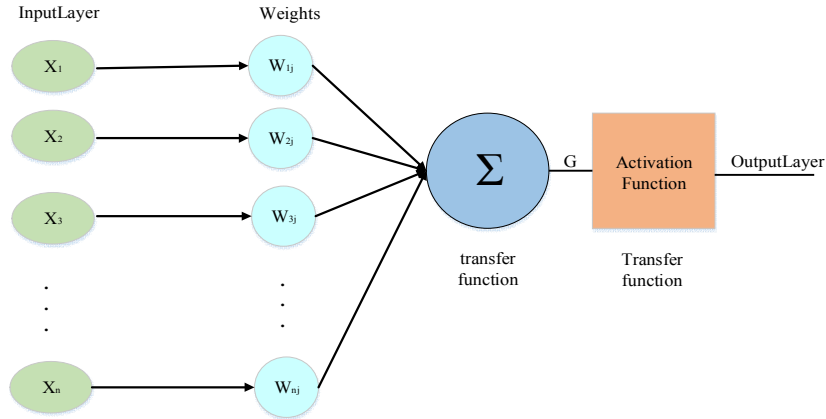 InputLayer
Weights
X1
W1j
X2
W2j
X3
W3j
Xn
Wnj
Σ
transfer
function
G
Activation
Function
Transfer
function
OutputLayer